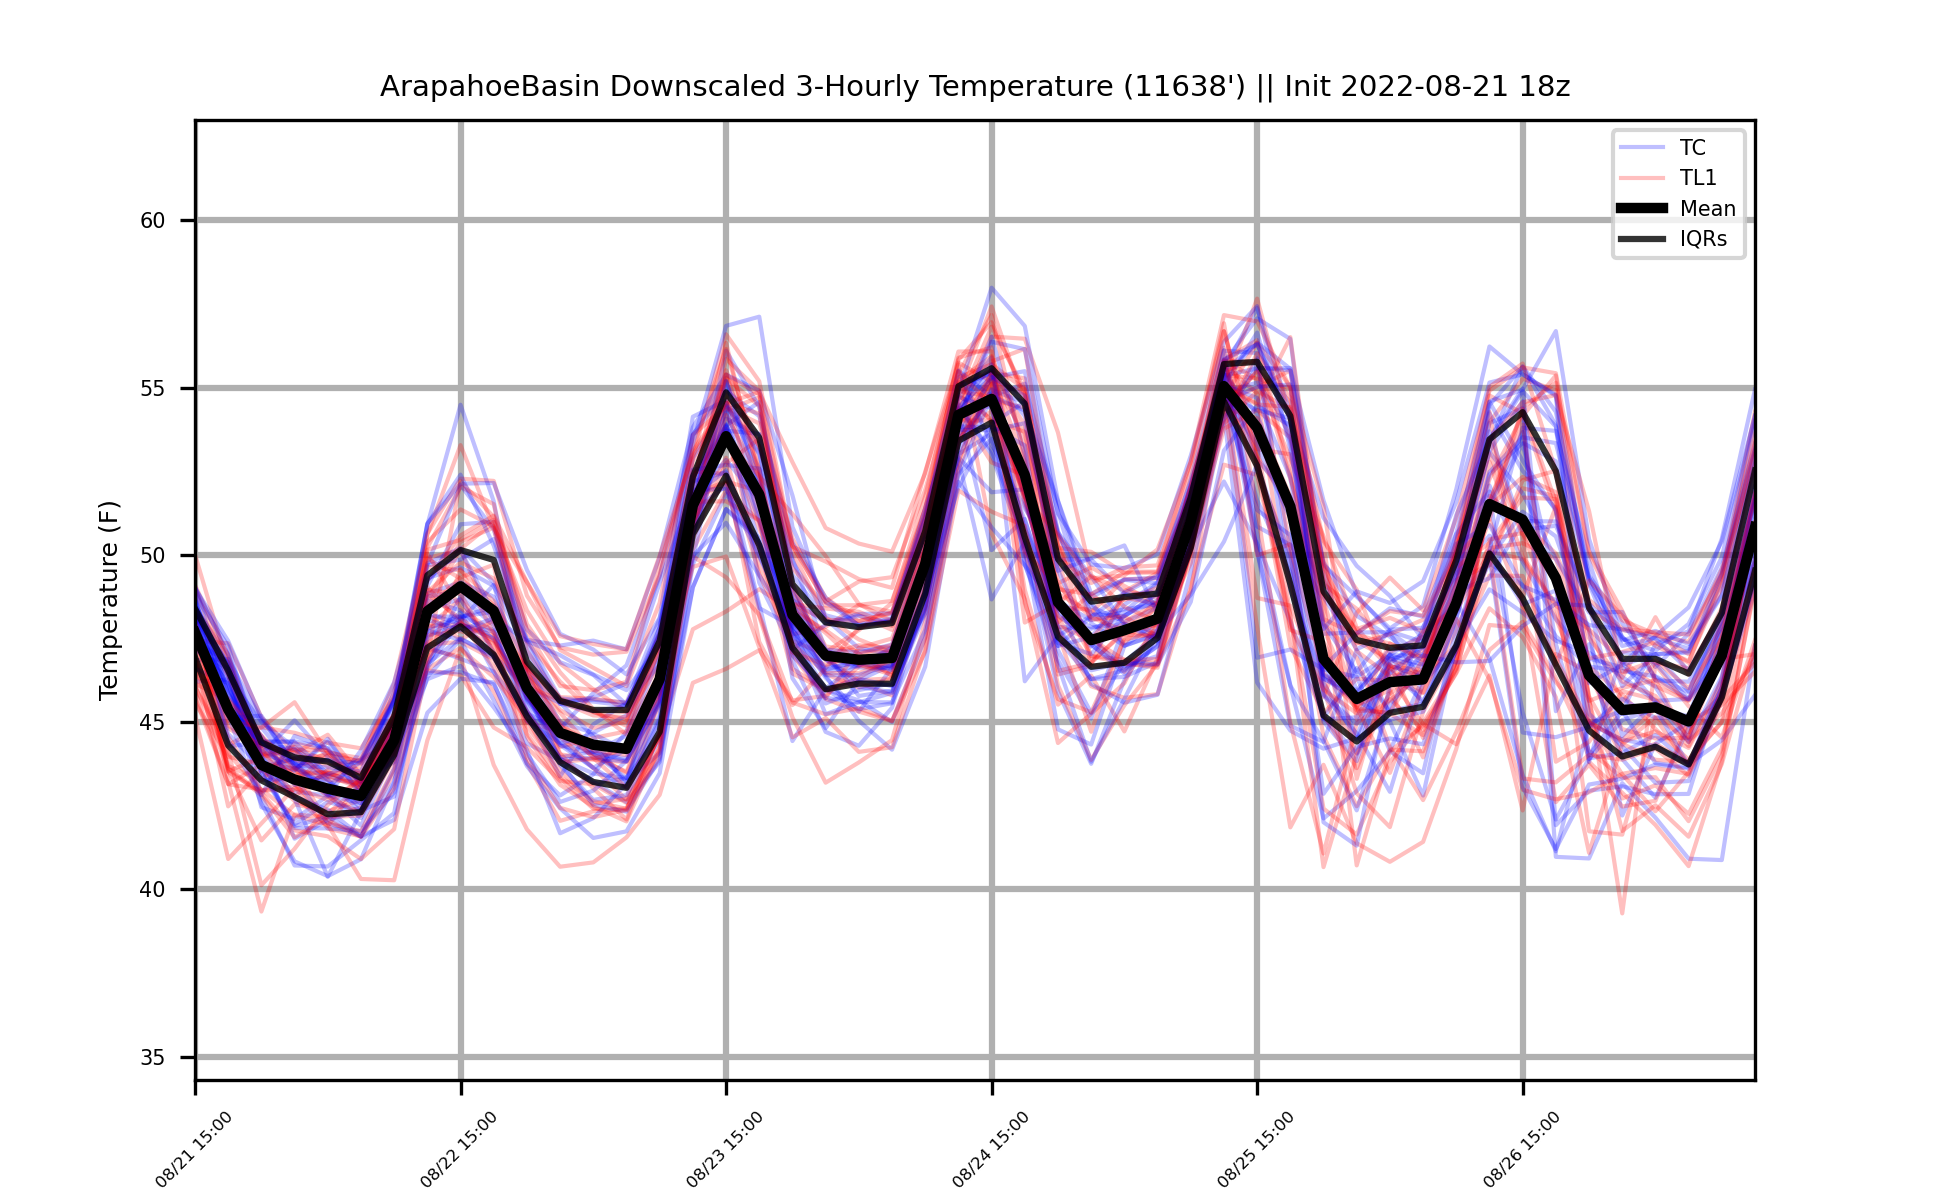 ArapahoeBasin Downscaled 3-Hourly Temperature (11638') || Init 2022-08-21 18z
TC
TL1
Mean
IQRs
Temperature (F)
60
55
50
45
40
35
08/21 15:00
08/22 15:00
08/23 15:00
08/24 15:00
08/25 15:00
08/26 15:00